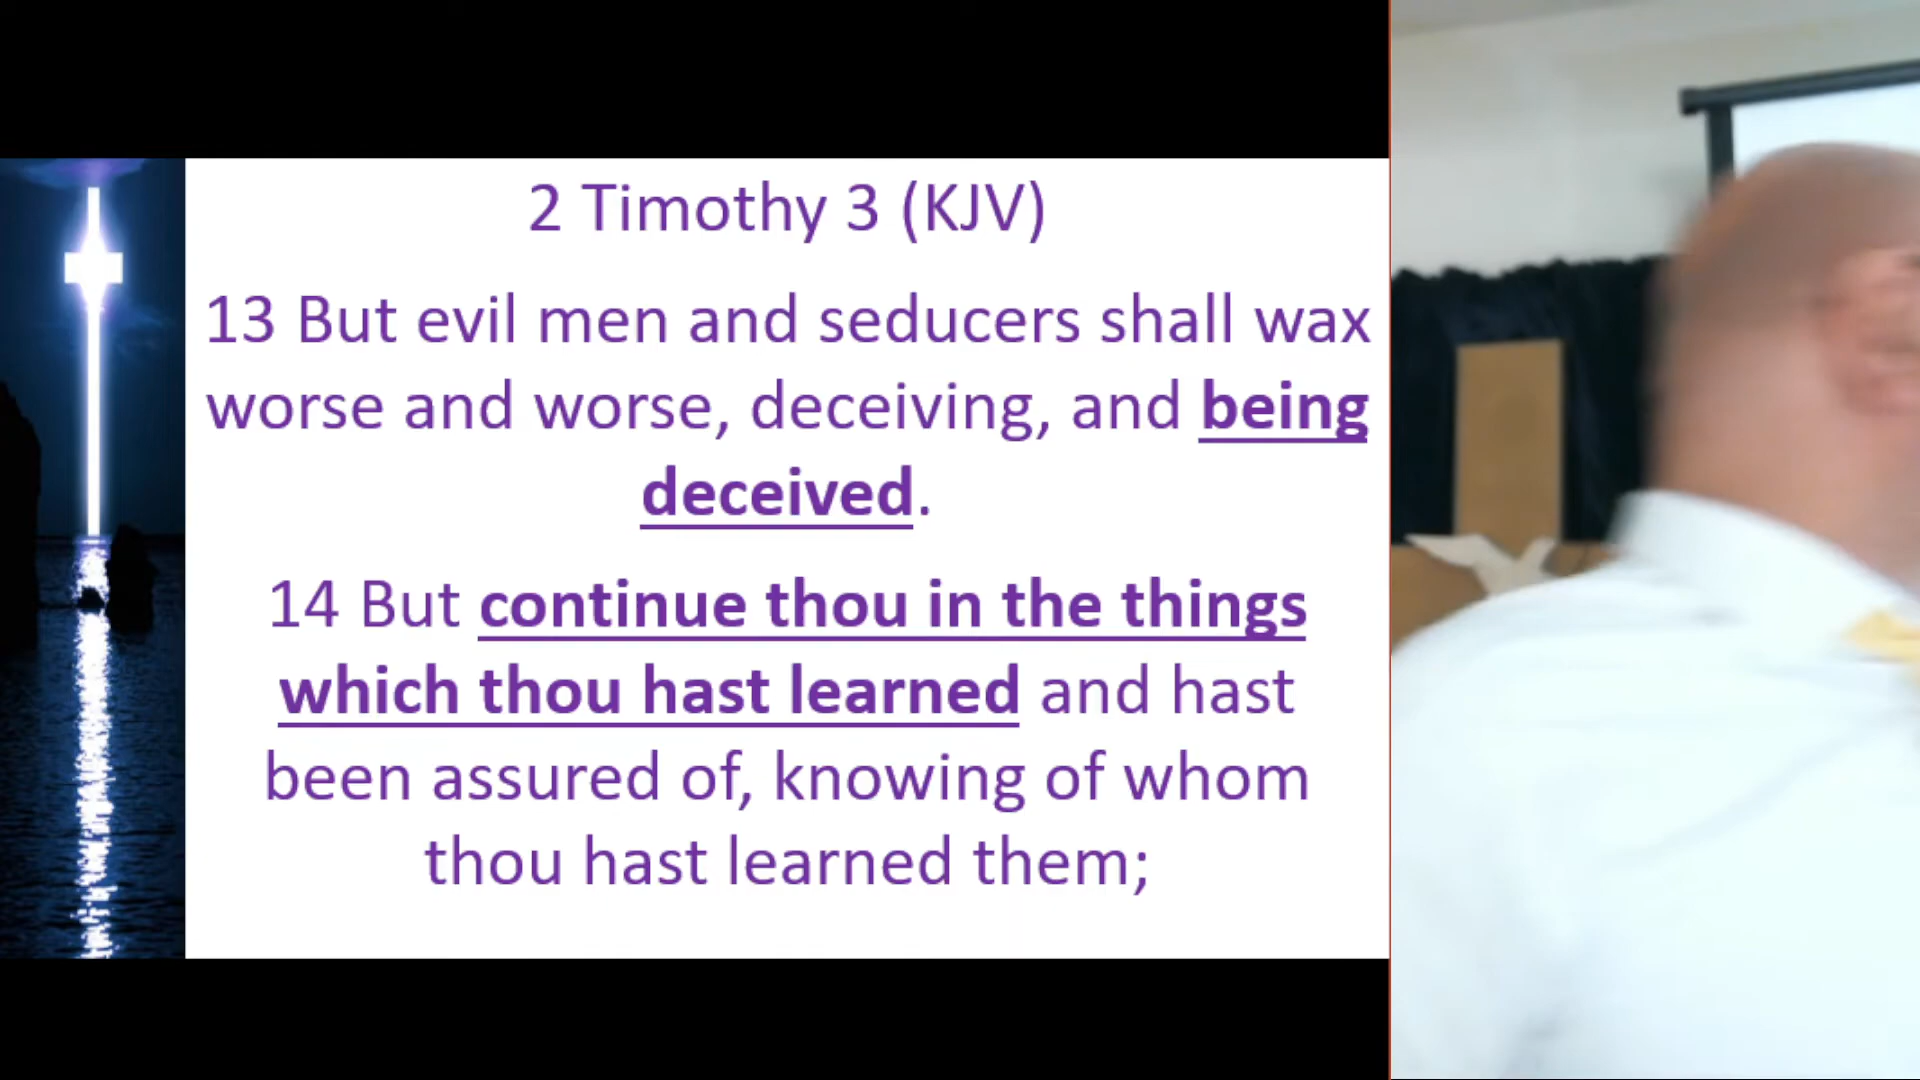 2 Timothy 3 (KJV)
13 But evil men and seducers shall wax
worse and worse, deceiving, and being
deceived.
14 But continue thou in the things
which thou hast learned and hast
been assured of, knowing of whom
thou hast learned them;